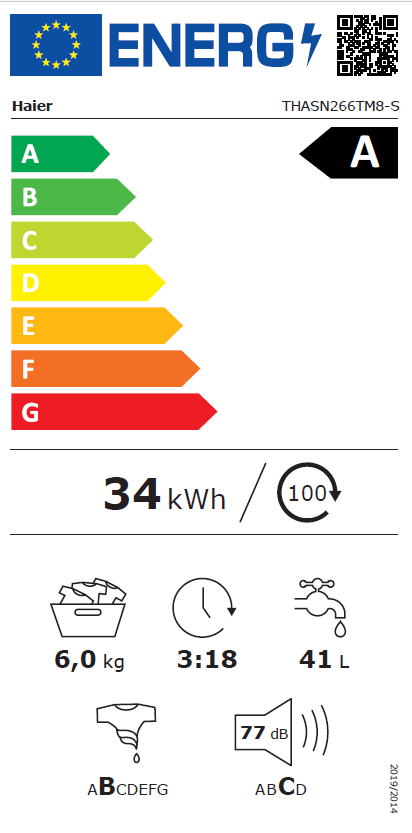 ENERG
Haier THASN266TM8-S
A A
B
C
D
E
F
G
34 kWh / 100
6,0 kg 3:18 41 L
77 dB
ABCDEFG ABCD
2019/2014